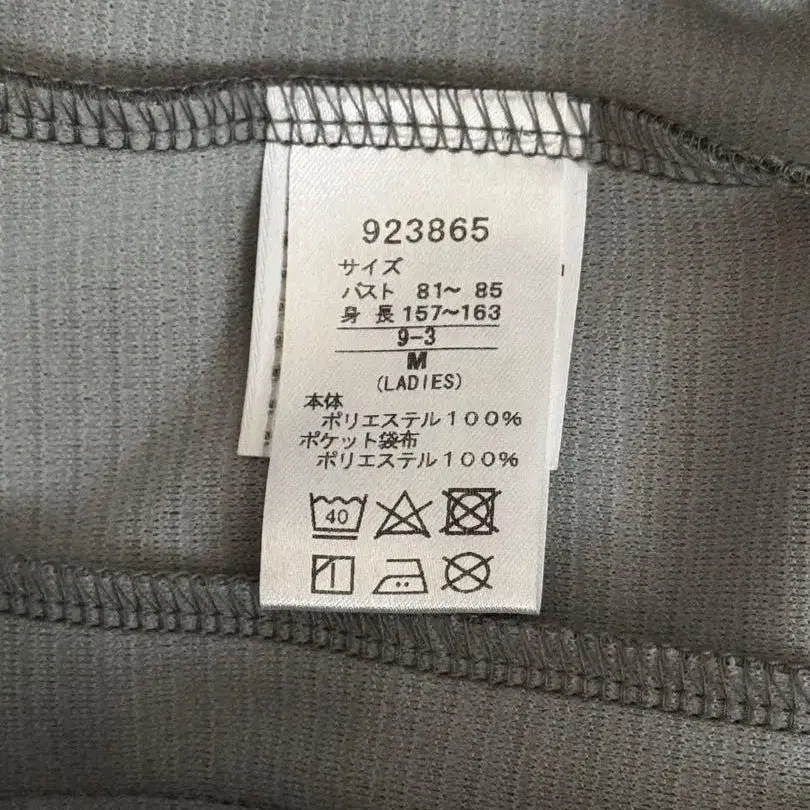 923865
サイズ
バスト 81～ 85
身 長 157～163
9-3
M
(LADIES)
本体
ポリエステル１００％
ポケット袋布
ポリエステル１００％
40